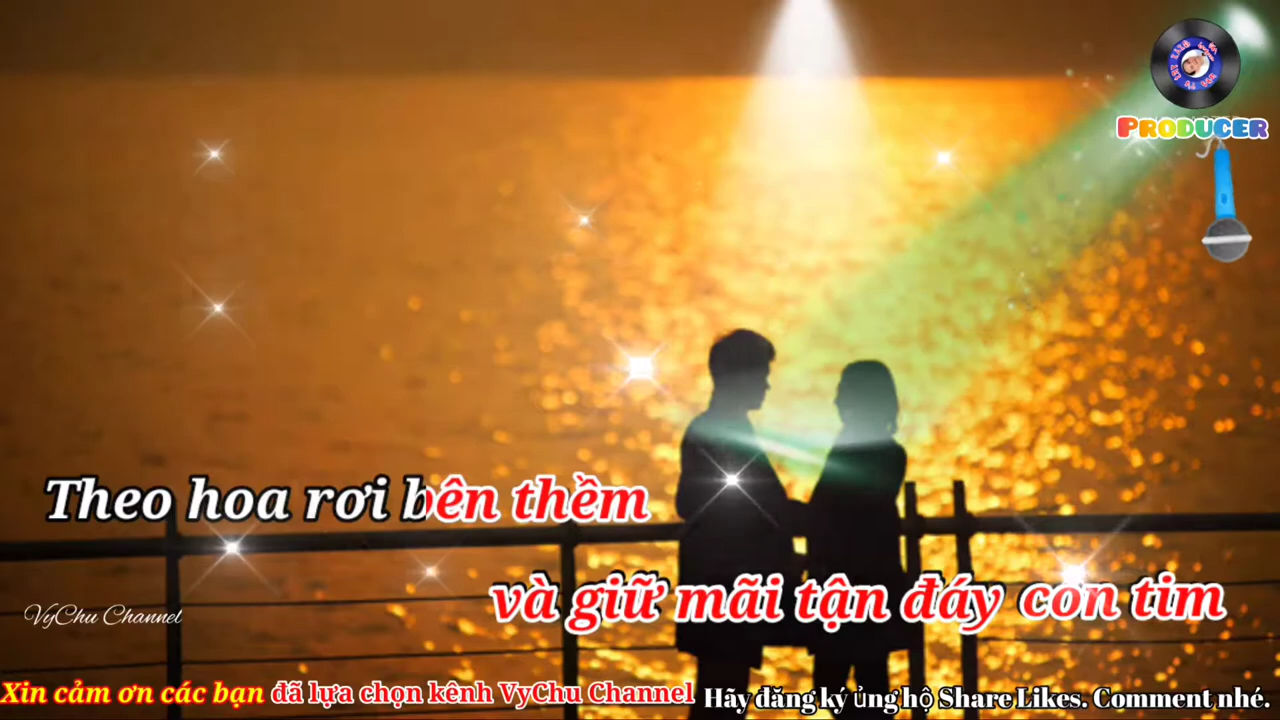 PRODUCER
Theo hoa rơi bên thềm
và giữ mãi tận đáy con tim
VyChu Channel
Xin cảm ơn các bạn đã lựa chọn kênh VyChu Channel
Hãy đăng ký ủng hộ Share Likes. Comment nhé.